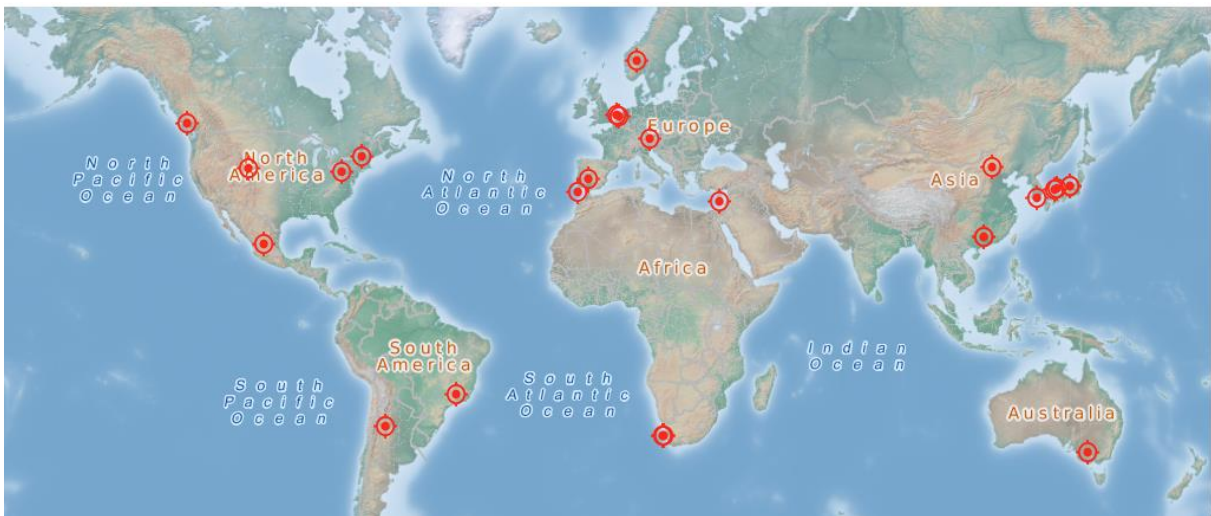 North
America
North
Pacific
Ocean
North
Atlantic
Ocean
Europe
Asia
Africa
South
America
South
Pacific
Ocean
South
Atlantic
Ocean
Indian
Ocean
Australia